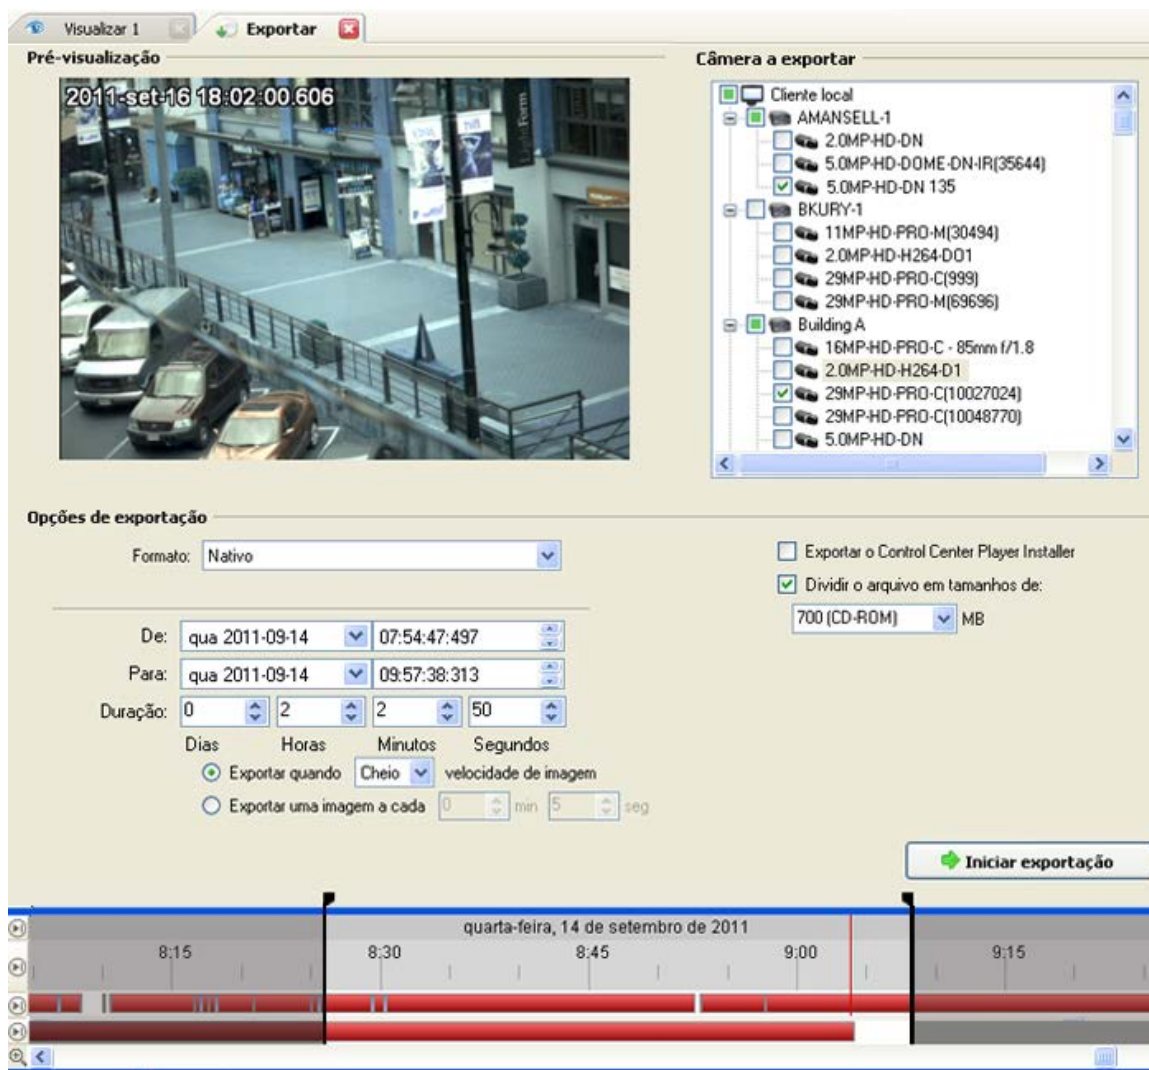 Visualizar 1
Exportar
Pré-visualização
Câmera a exportar
2011-set-16 18:02:00.606
Cliente local
AMANSELL-1
2.0MP-HD-DN
5.0MP-HD-DOME-DN-IR(35644)
5.0MP-HD-DN 135
BKURY-1
11MP-HD-PRO-M(30494)
2.0MP-HD-H264-DO1
29MP-HD-PRO-C(999)
29MP-HD-PRO-M(69696)
Building A
16MP-HD-PRO-C - 85mm f/1.8
2.0MP-HD-H264-D1
29MP-HD-PRO-C(10027024)
29MP-HD-PRO-C(10048770)
5.0MP-HD-DN
Opções de exportação
Formato: Nativo
Exportar o Control Center Player Installer
Dividir o arquivo em tamanhos de:
700 (CD-ROM) MB
De: qua 2011-09-14 07:54:47:497
Para: qua 2011-09-14 09:57:38:313
Duração: 0 2 2 50
Dias Horas Minutos Segundos
Exportar quando Cheio velocidade de imagem
Exportar uma imagem a cada 0 min 5 seg
Iniciar exportação
quarta-feira, 14 de setembro de 2011
8:15 8:30 8:45 9:00 9:15